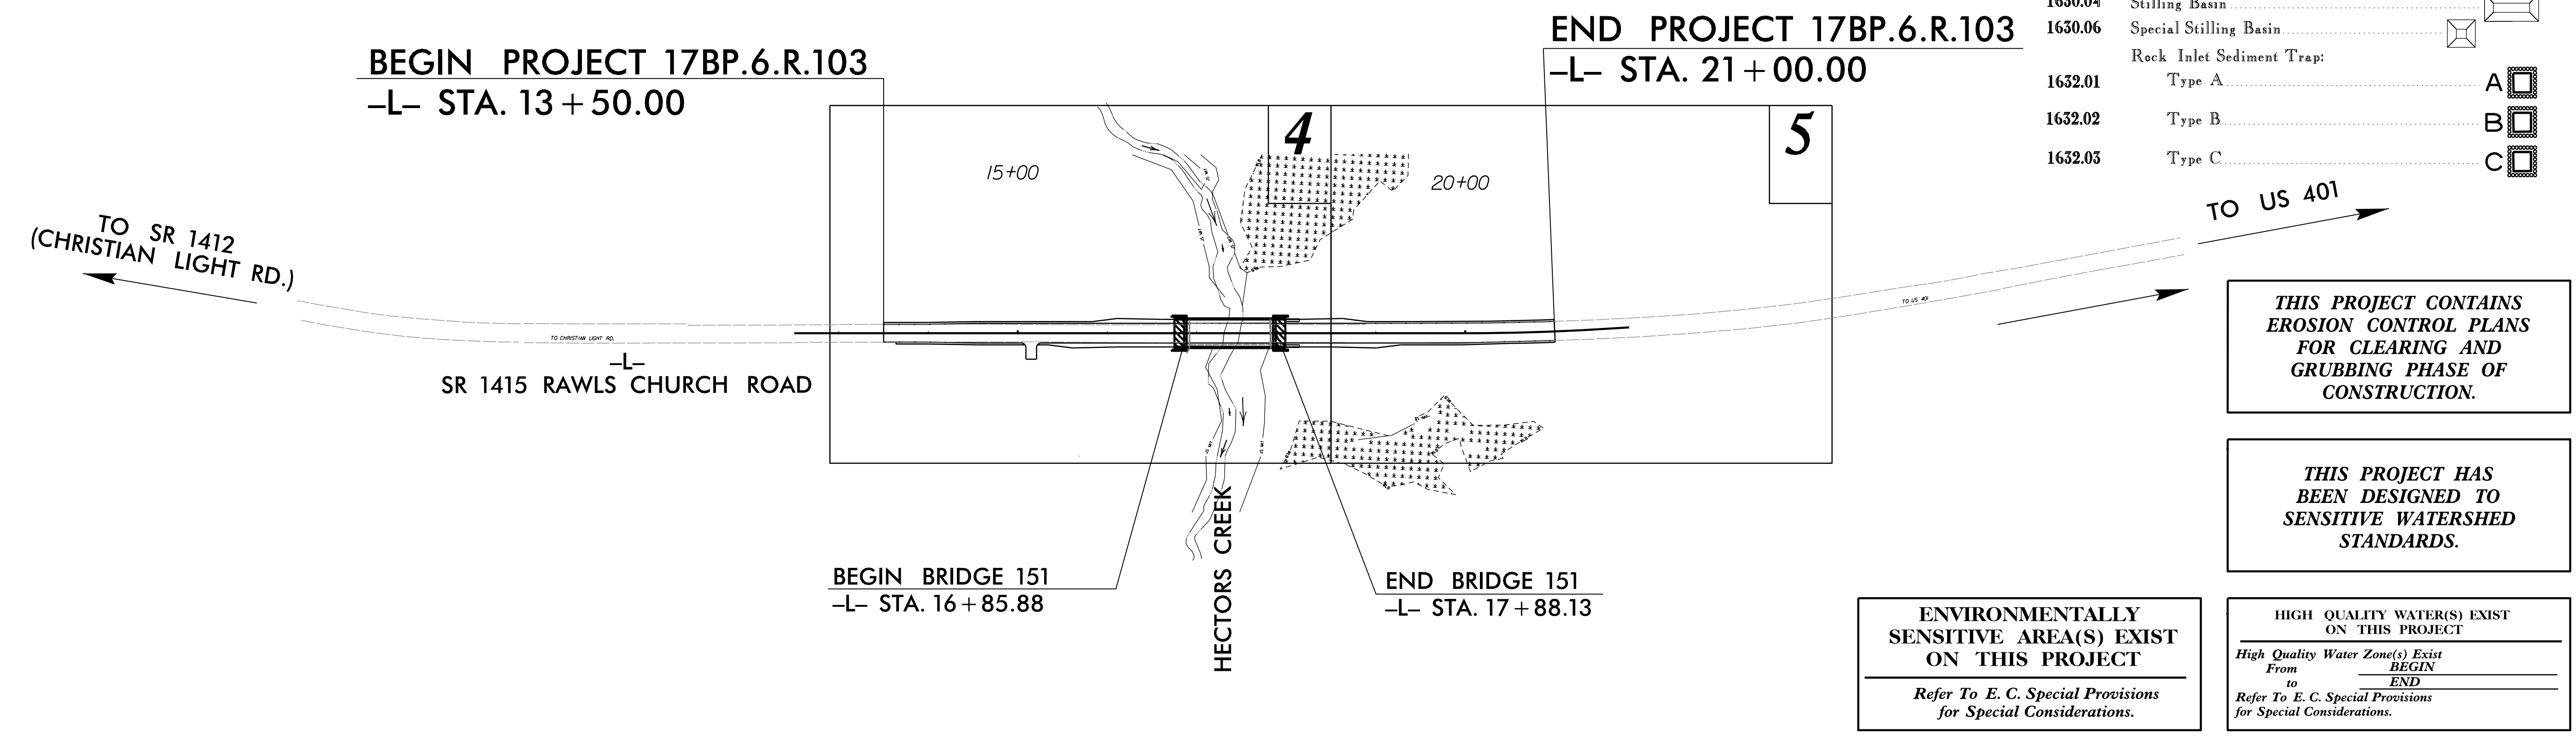 BEGIN PROJECT 17BP.6.R.103
–L– STA. 13+50.00
END PROJECT 17BP.6.R.103
–L– STA. 21+00.00
1630.04 Stilling Basin
1630.06 Special Stilling Basin
Rock Inlet Sediment Trap:
1632.01 Type A A
1632.02 Type B B
1632.03 Type C C
4
5
15+00
20+00
TO SR 1412
(CHRISTIAN LIGHT RD.)
TO US 401
TO CHRISTIAN LIGHT RD.
TO US 401
–L–
SR 1415 RAWLS CHURCH ROAD
HECTORS CREEK
BEGIN BRIDGE 151
–L– STA. 16+85.88
END BRIDGE 151
–L– STA. 17+88.13
THIS PROJECT CONTAINS
EROSION CONTROL PLANS
FOR CLEARING AND
GRUBBING PHASE OF
CONSTRUCTION.
THIS PROJECT HAS
BEEN DESIGNED TO
SENSITIVE WATERSHED
STANDARDS.
ENVIRONMENTALLY
SENSITIVE AREA(S) EXIST
ON THIS PROJECT
Refer To E. C. Special Provisions
for Special Considerations.
HIGH QUALITY WATER(S) EXIST
ON THIS PROJECT
High Quality Water Zone(s) Exist
From BEGIN
to END
Refer To E. C. Special Provisions
for Special Considerations.